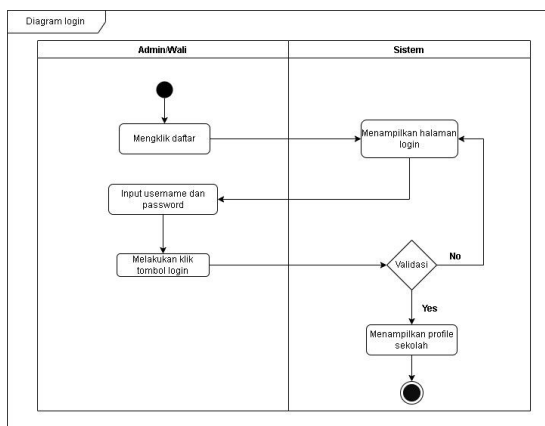 Diagram login
Admin/Wali
Sistem
Mengklik daftar
Menampilkan halaman
login
Input username dan
password
Melakukan klik
tombol login
Validasi
No
Yes
Menampilkan profile
sekolah